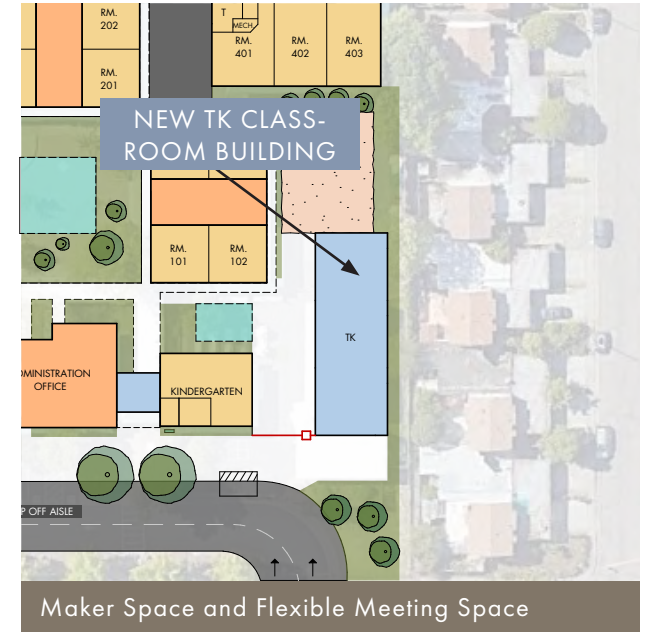 RM.
202
T
MECH.
RM.
401
RM.
402
RM.
403
RM.
201
NEW TK CLASS-
ROOM BUILDING
RM.
101
RM.
102
TK
DMINISTRATION
OFFICE
KINDERGARTEN
P OFF AISLE
Maker Space and Flexible Meeting Space